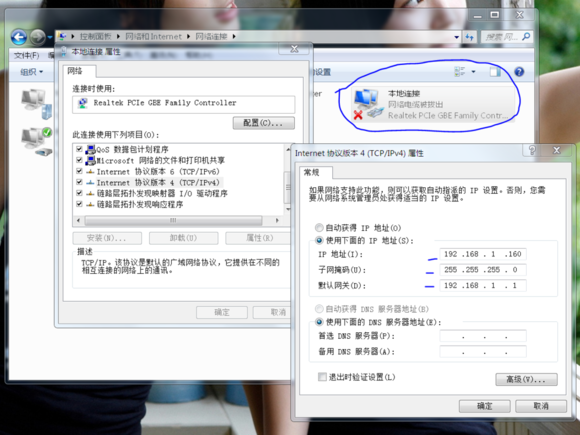 控制面板 ▸ 网络和 Internet ▸ 网络连接 ▸
搜索 网...
文件(F)
组织
本地连接 属性
网络
连接时使用:
Realtek PCIe GBE Family Controller
配置(C)...
此连接使用下列项目(O):
QoS 数据包计划程序
Microsoft 网络的文件和打印机共享
Internet 协议版本 6 (TCP/IPv6)
Internet 协议版本 4 (TCP/IPv4)
链路层拓扑发现映射器 I/O 驱动程序
链路层拓扑发现响应程序
安装(N)...
卸载(U)
属性(R)
描述
TCP/IP。该协议是默认的广域网络协议，它提供在不同的
相互连接的网络上的通讯。
确定
取消
的设置
本地连接
网络电缆被拔出
Realtek PCIe GBE Family Contr...
Internet 协议版本 4 (TCP/IPv4) 属性
常规
如果网络支持此功能，则可以获取自动指派的 IP 设置。否则，您需
要从网络系统管理员处获得适当的 IP 设置。
自动获得 IP 地址(O)
使用下面的 IP 地址(S):
IP 地址(I): 192 .168 . 1 .160
子网掩码(U): 255 .255 .255 . 0
默认网关(D): 192 .168 . 1 . 1
自动获得 DNS 服务器地址(B)
使用下面的 DNS 服务器地址(E):
首选 DNS 服务器(P): . . .
备用 DNS 服务器(A): . . .
退出时验证设置(L)
高级(V)...
确定
取消